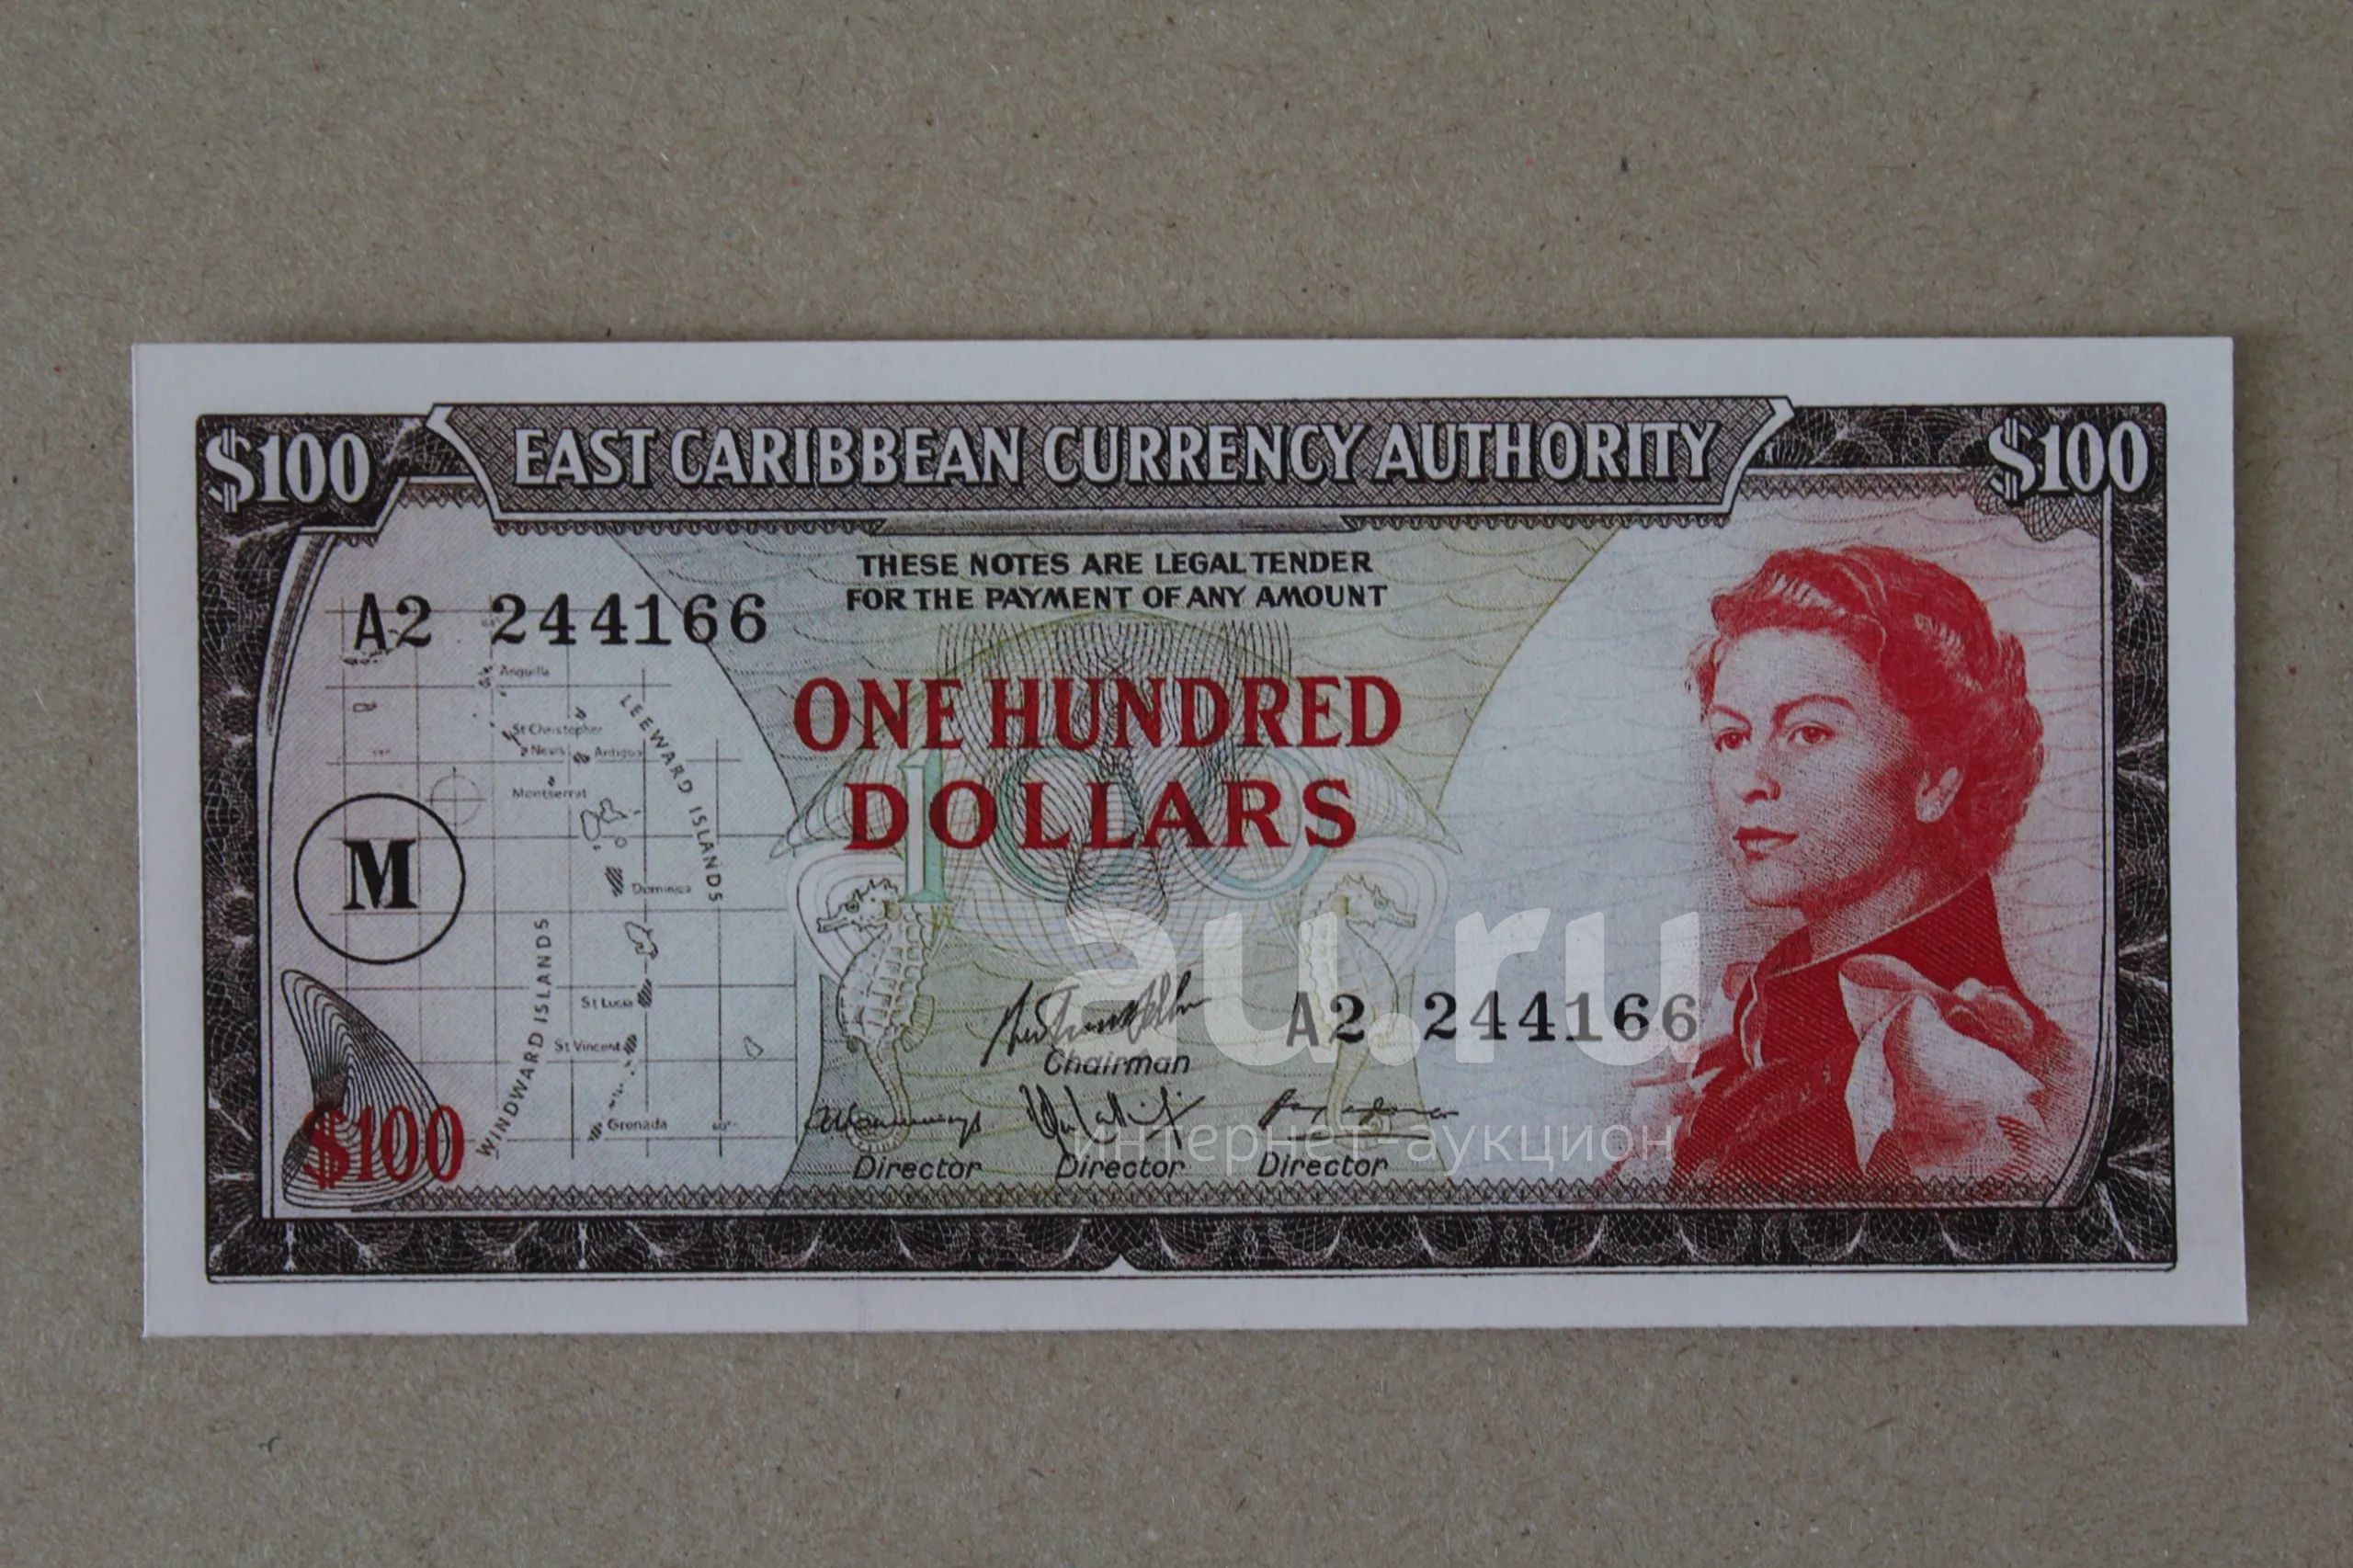 EAST CARIBBEAN CURRENCY AUTHORITY
$100
$100
THESE NOTES ARE LEGAL TENDER
FOR THE PAYMENT OF ANY AMOUNT
A2 244166
Anguilla
LEEWARD ISLANDS
St Christopher
Nevis
Antigua
Montserrat
ONE HUNDRED
DOLLARS
100
M
Dominica
WINDWARD ISLANDS
St Lucia
St Vincent
Grenada
60°
$100
A2 244166
Chairman
Director
Director
Director
au.ru
интернет-аукцион